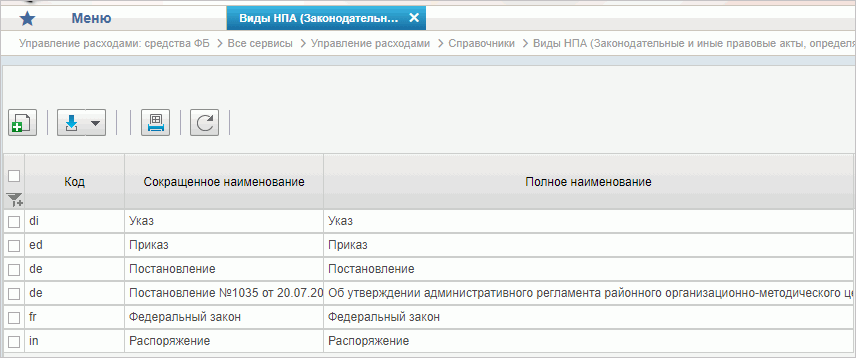 Меню
Виды НПА (Законодательн...
Управление расходами: средства ФБ > Все сервисы > Управление расходами > Справочники > Виды НПА (Законодательные и иные правовые акты, определя
Код Сокращенное наименование Полное наименование
di Указ Указ
ed Приказ Приказ
de Постановление Постановление
de Постановление №1035 от 20.07.20 Об утверждении административного регламента районного организационно-методического це
fr Федеральный закон Федеральный закон
in Распоряжение Распоряжение